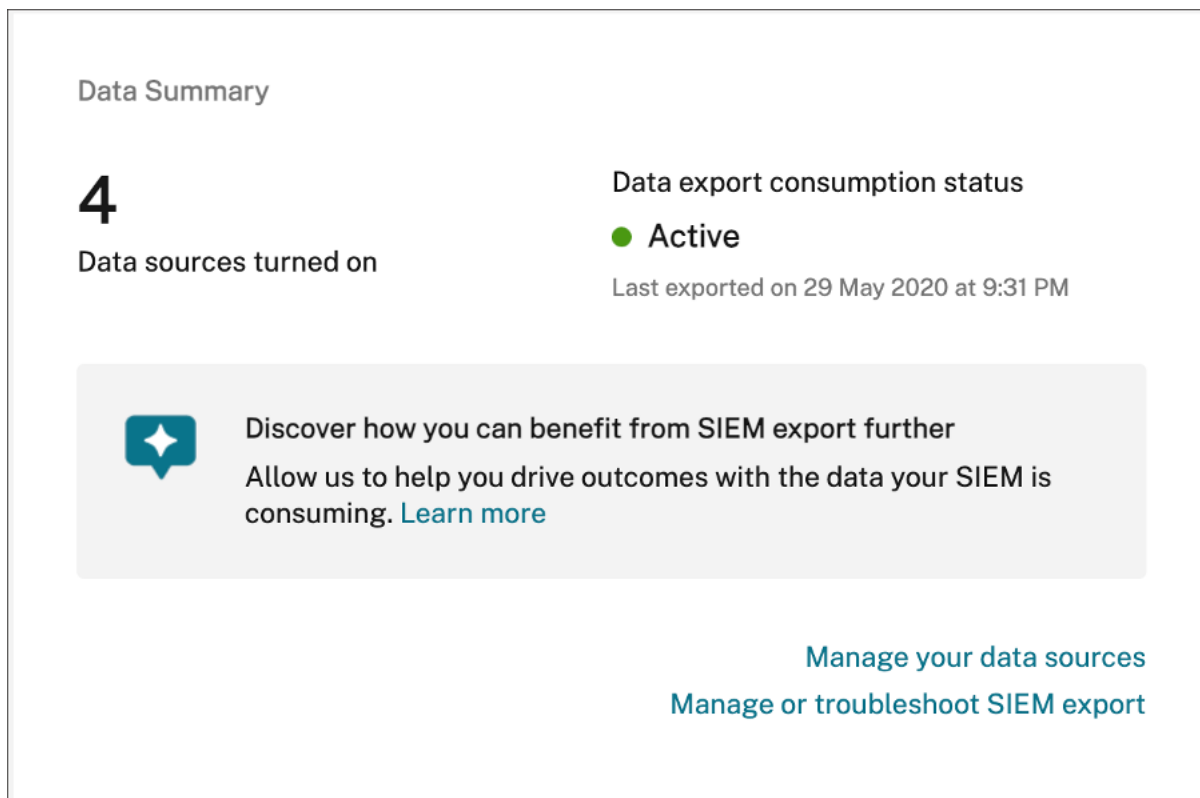 Data Summary
4
Data sources turned on
Data export consumption status
Active
Last exported on 29 May 2020 at 9:31 PM
Discover how you can benefit from SIEM export further
Allow us to help you drive outcomes with the data your SIEM is
consuming. Learn more
Manage your data sources
Manage or troubleshoot SIEM export